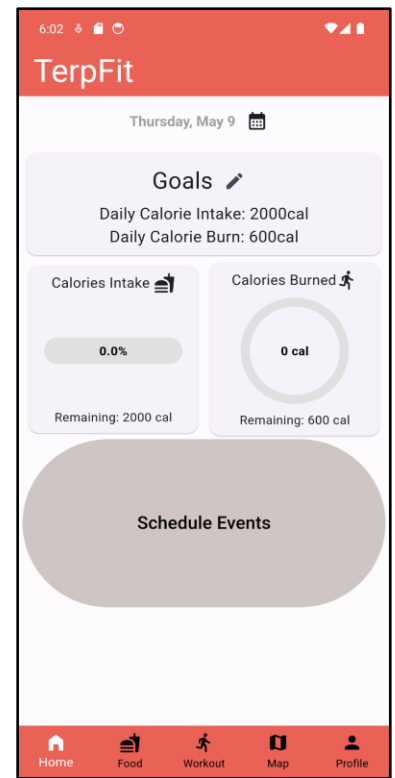 6:02
TerpFit
Thursday, May 9
Goals
Daily Calorie Intake: 2000cal
Daily Calorie Burn: 600cal
Calories Intake
0.0%
Remaining: 2000 cal
Calories Burned
0 cal
Remaining: 600 cal
Schedule Events
Home Food Workout Map Profile